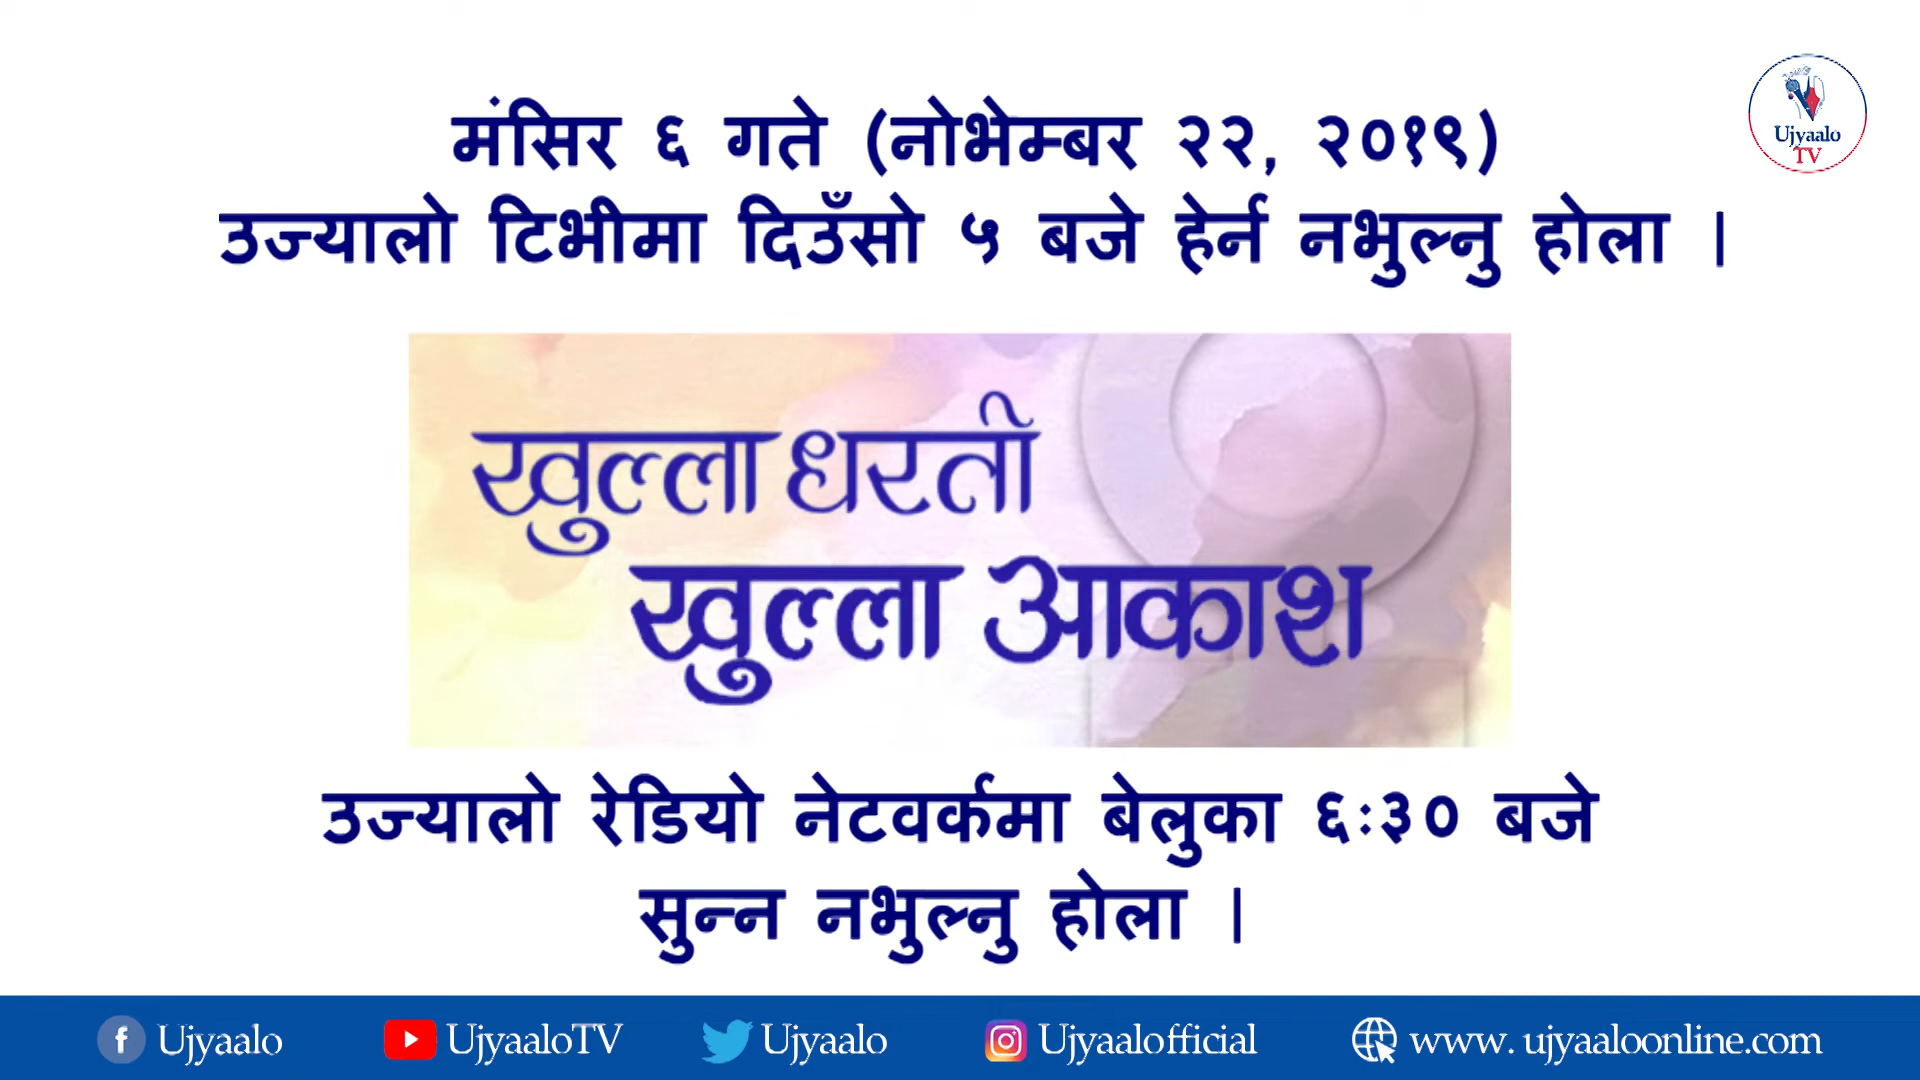 मंसिर ६ गते (नोभेम्बर २२, २०१९)
उज्यालो टिभीमा दिउँसो ५ बजे हेर्न नभुल्नु होला |
Ujyaalo
TV
खुल्ला धरती
खुल्ला आकाश
उज्यालो रेडियो नेटवर्कमा बेलुका ६:३० बजे
सुन्न नभुल्नु होला |
Ujyaalo UjyaaloTV Ujyaalo Ujyaalofficial www. ujyaaloonline.com